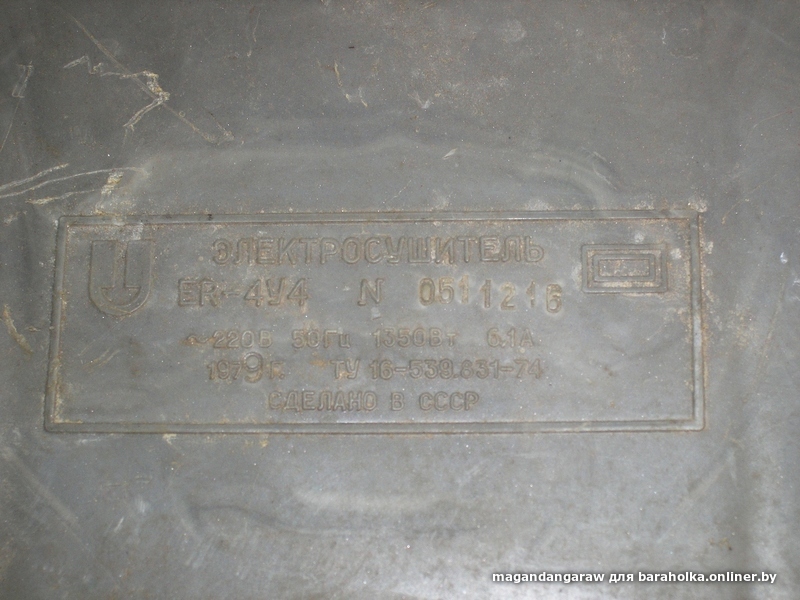 ЭЛЕКТРОСУШИТЕЛЬ
ER-4У4 N 0511216
~220В 50Гц 1350Вт 6.1А
1979г. ТУ 16-539.831-74
СДЕЛАНО В СССР
magandangaraw для baraholka.onliner.by